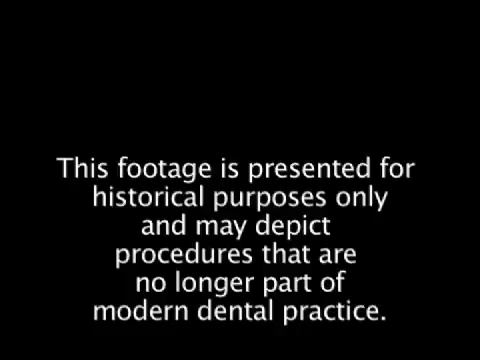 This footage is presented for
historical purposes only
and may depict
procedures that are
no longer part of
modern dental practice.